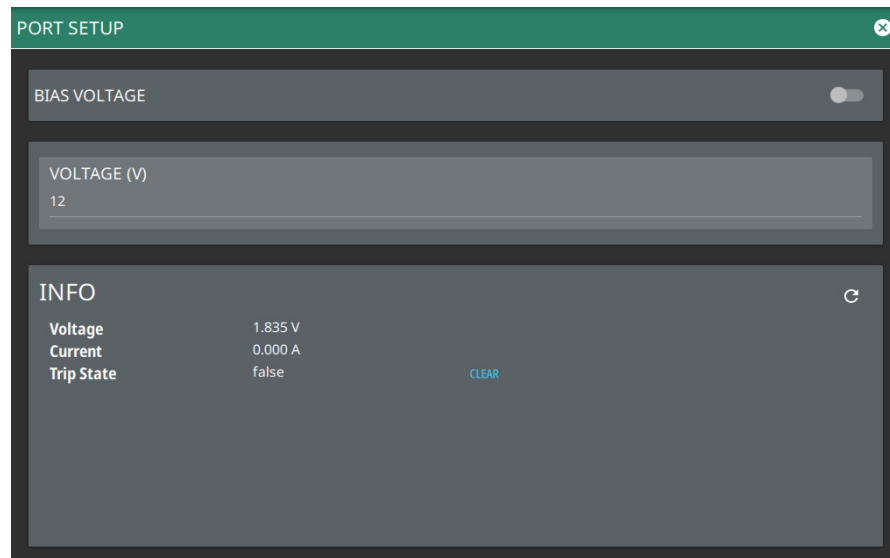 PORT SETUP
BIAS VOLTAGE
VOLTAGE (V)
12
INFO
Voltage 1.835 V
Current 0.000 A
Trip State false CLEAR